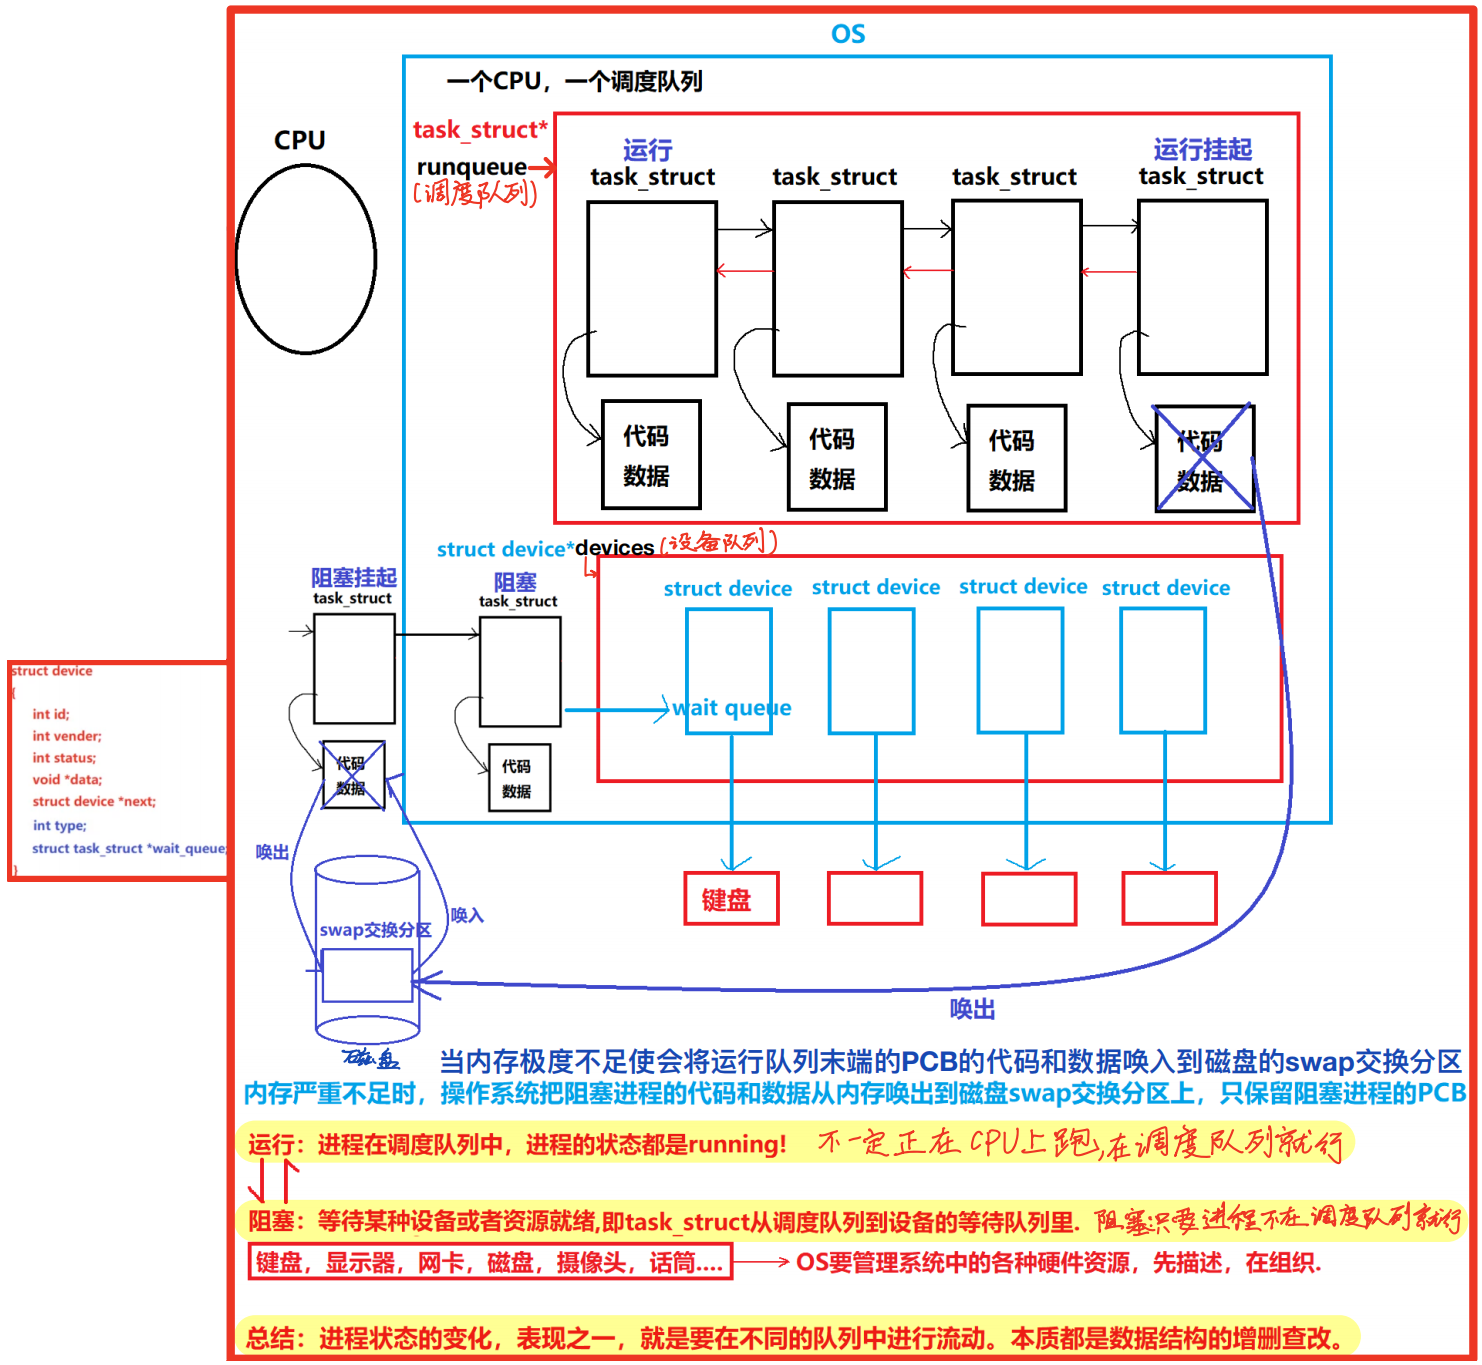 OS
一个CPU，一个调度队列
CPU
task_struct*
runqueue
(调度队列)
运行
task_struct
task_struct
task_struct
运行挂起
task_struct
代码
数据
代码
数据
代码
数据
代码
数据
struct device*devices(设备队列)
struct device
struct device
struct device
struct device
wait queue
阻塞挂起
task_struct
阻塞
task_struct
代码
数据
代码
数据
struct device
{
int id;
int vender;
int status;
void *data;
struct device *next;
int type;
struct task_struct *wait_queue;
}
唤出
唤入
swap交换分区
键盘
唤出
磁盘
当内存极度不足使会将运行队列末端的PCB的代码和数据唤入到磁盘的swap交换分区
内存严重不足时，操作系统把阻塞进程的代码和数据从内存唤出到磁盘swap交换分区上，只保留阻塞进程的PCB
运行：进程在调度队列中，进程的状态都是running! 不一定正在CPU上跑,在调度队列就行
阻塞：等待某种设备或者资源就绪,即task_struct从调度队列到设备的等待队列里. 阻塞只要进程不在调度队列就行
键盘，显示器，网卡，磁盘，摄像头，话筒.... OS要管理系统中的各种硬件资源，先描述，在组织.
总结：进程状态的变化，表现之一，就是要在不同的队列中进行流动。本质都是数据结构的增删查改。